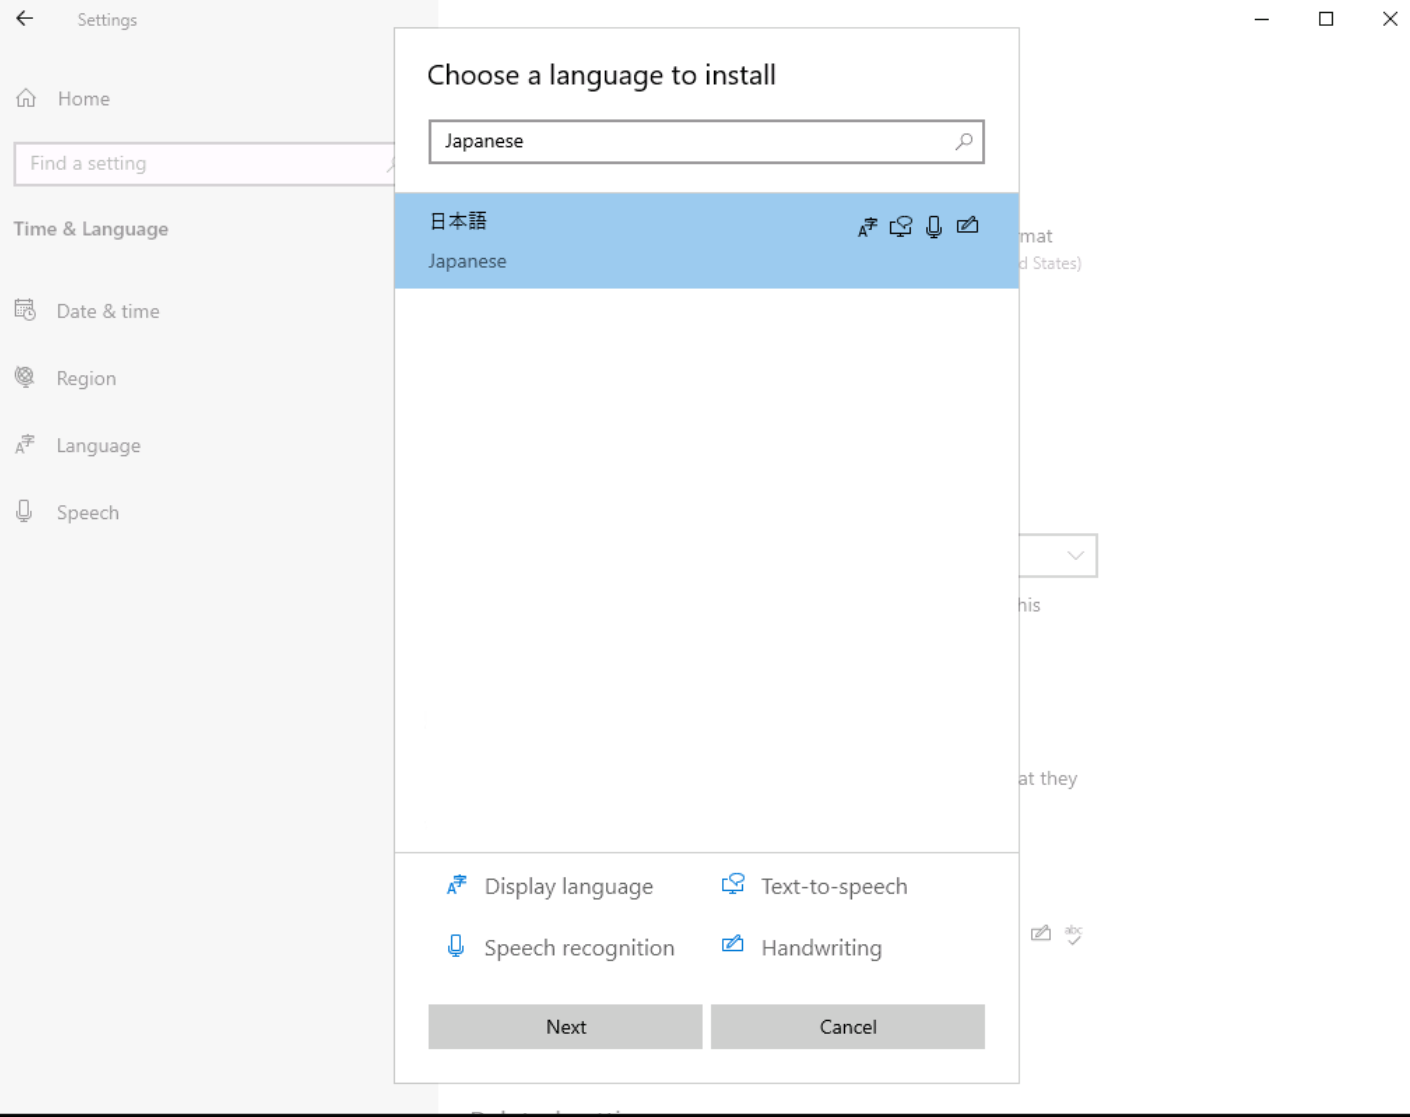 Settings
Home
Find a setting
Time & Language
Date & time
Region
Language
Speech
Choose a language to install
Japanese
日本語
Japanese
Display language
Text-to-speech
Speech recognition
Handwriting
Next
Cancel
mat
d States)
his
at they
abc